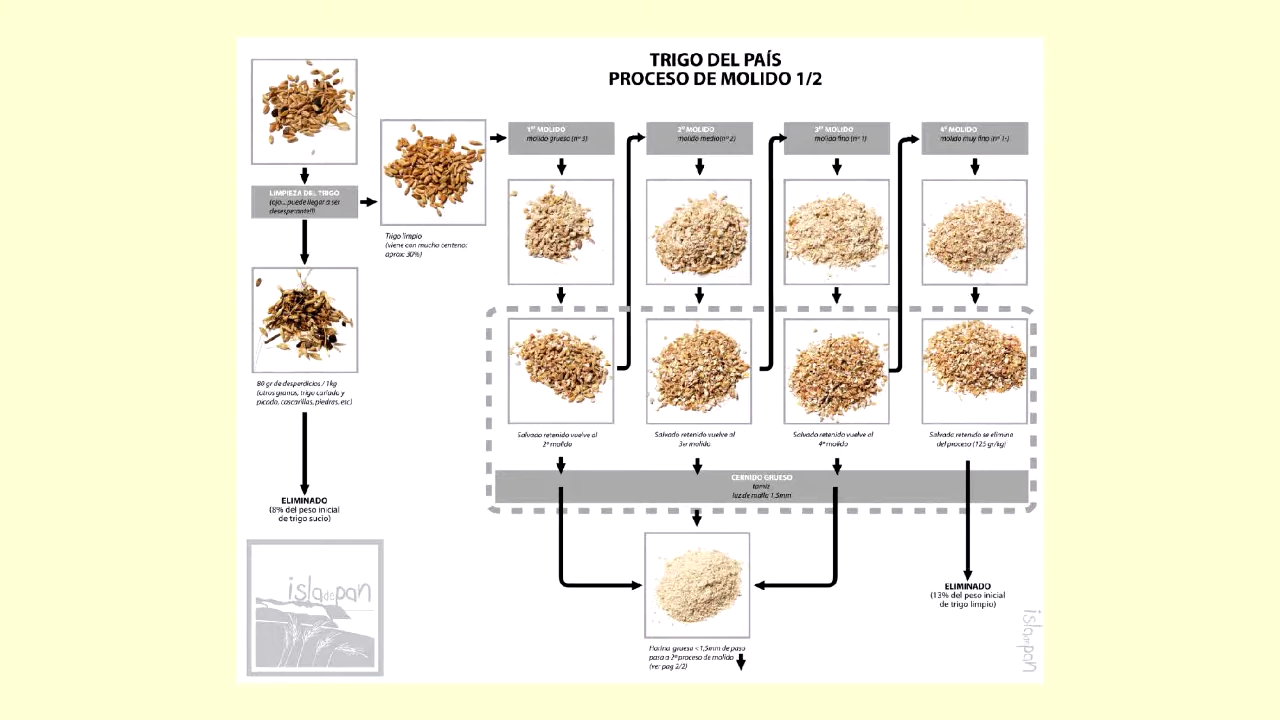 TRIGO DEL PAÍS
PROCESO DE MOLIDO 1/2
LIMPIEZA DEL TRIGO
(ojo... puede llegar a ser
desesperante!!)
Trigo limpio
(viene con mucho centeno:
aprox: 30%)
80 gr de desperdicios / 1kg
(otros granos, trigo dañado y
picado, cascarillas, piedras, etc)
ELIMINADO
(8% del peso inicial
de trigo sucio)
1er MOLIDO
molido grueso (nº 3)
2º MOLIDO
molido medio (nº 2)
3er MOLIDO
molido fino (nº 1)
4º MOLIDO
molido muy fino (nº 1-)
Salvado retenido vuelve al
2º molido
Salvado retenido vuelve al
3er molido
Salvado retenido vuelve al
4º molido
Salvado retenido se elimina
del proceso (125 gr/kg)
CERNIDO GRUESO
tamiz
luz de malla 1,5mm
Harina gruesa <1,5mm de paso
para a 2º proceso de molido
(ver pag 2/2)
ELIMINADO
(13% del peso inicial
de trigo limpio)
isla de pan
isla de pan